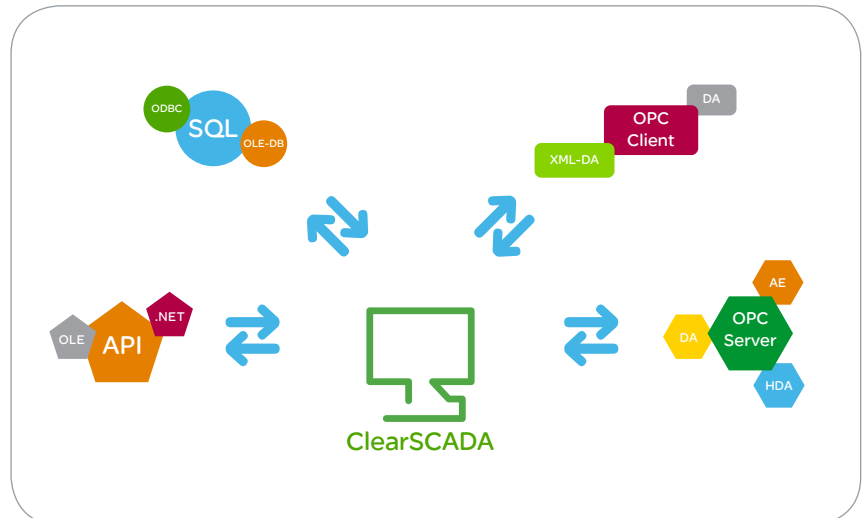 ODBC
SQL
OLE-DB
DA
OPC
Client
XML-DA
OLE
API
.NET
AE
OPC
Server
DA
HDA
ClearSCADA